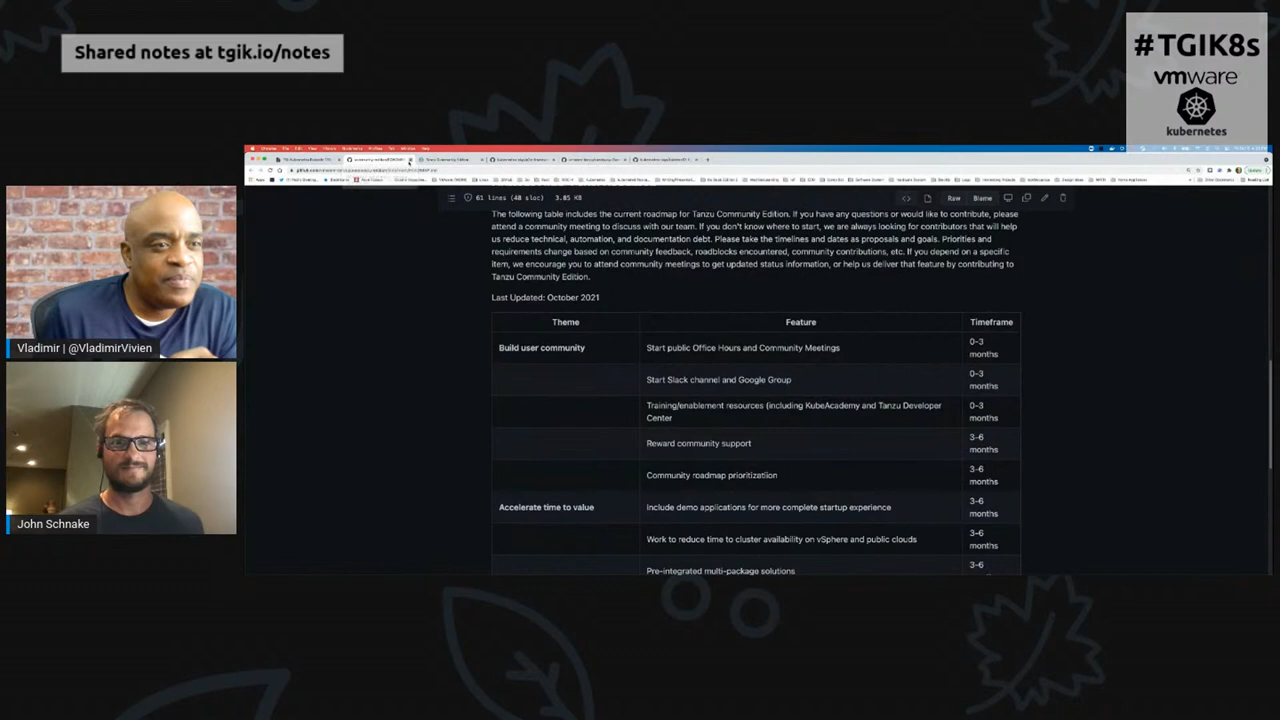 Shared notes at tgik.io/notes
#TGIK8s
vmware
kubernetes
61 lines (48 sloc) 3.85 KB
Raw
Blame
The following table includes the current roadmap for Tanzu Community Edition. If you have any questions or would like to contribute, please
attend a community meeting to discuss with our team. If you don't know where to start, we are always looking for contributors that will help
us reduce technical, automation, and documentation debt. Please take the timelines and dates as proposals and goals. Priorities and
requirements change based on community feedback, roadblocks encountered, community contributions, etc. If you depend on a specific
item, we encourage you to attend community meetings to get updated status information, or help us deliver that feature by contributing to
Tanzu Community Edition.
Last Updated: October 2021
Theme Feature Timeframe
Build user community Start public Office Hours and Community Meetings 0-3
months
Start Slack channel and Google Group 0-3
months
Training/enablement resources (including KubeAcademy and Tanzu Developer 0-3
Center months
Reward community support 3-6
months
Community roadmap prioritizatiion 3-6
months
Accelerate time to value Include demo applications for more complete startup experience 3-6
months
Work to reduce time to cluster availability on vSphere and public clouds 3-6
months
Pre-integrated multi-package solutions 3-6
Vladimir | @VladimirVivien
John Schnake